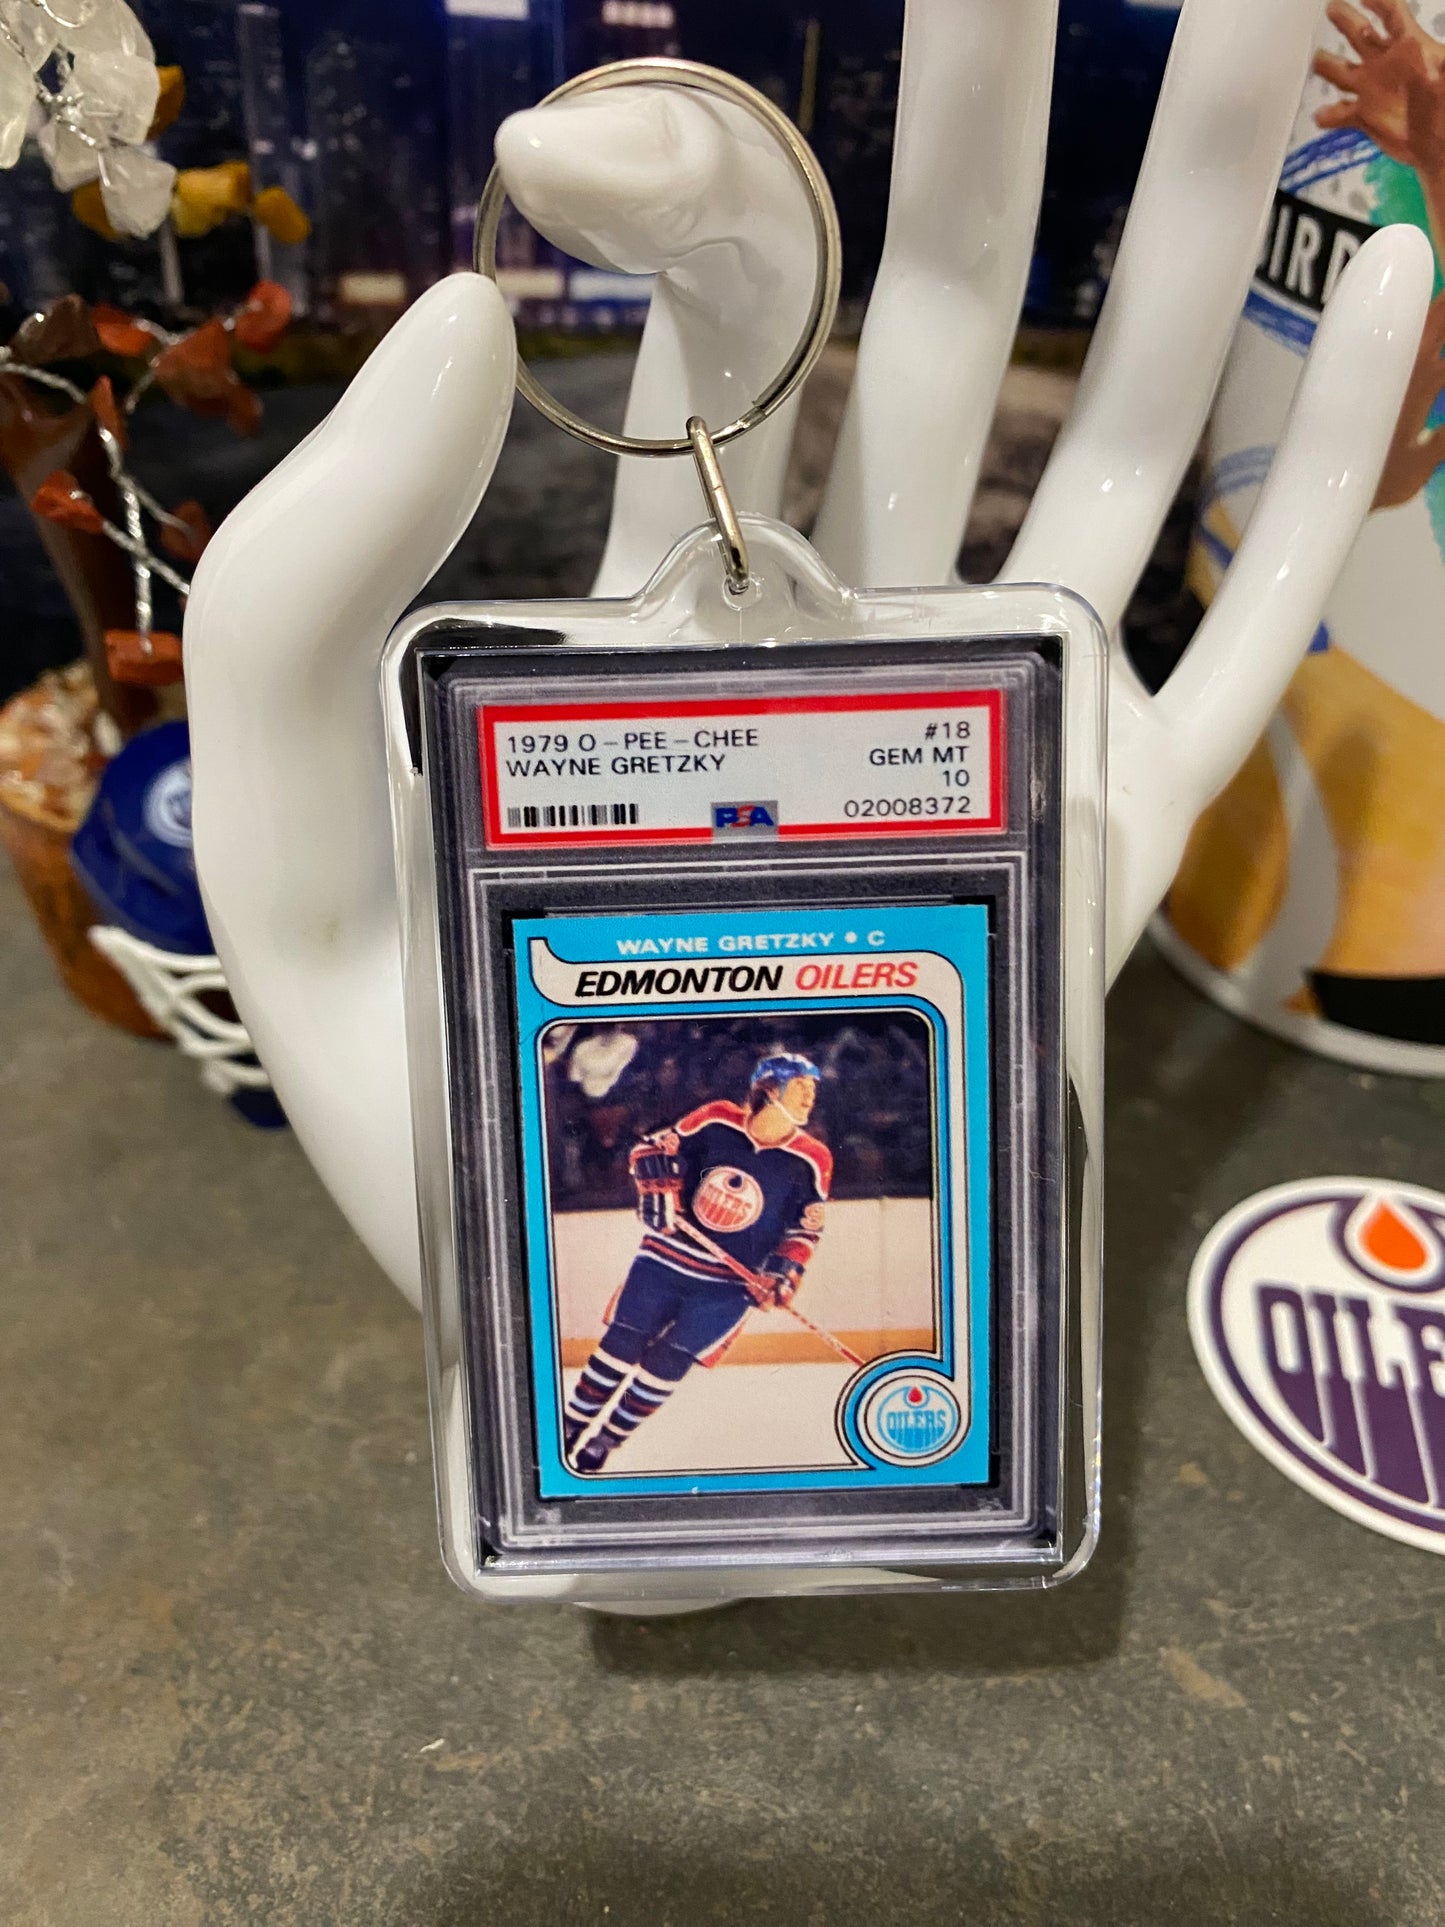 1979 O-PEE-CHEE #18
WAYNE GRETZKY GEM MT
10
PSA 02008372
WAYNE GRETZKY • C
EDMONTON OILERS
OILERS
OILERS